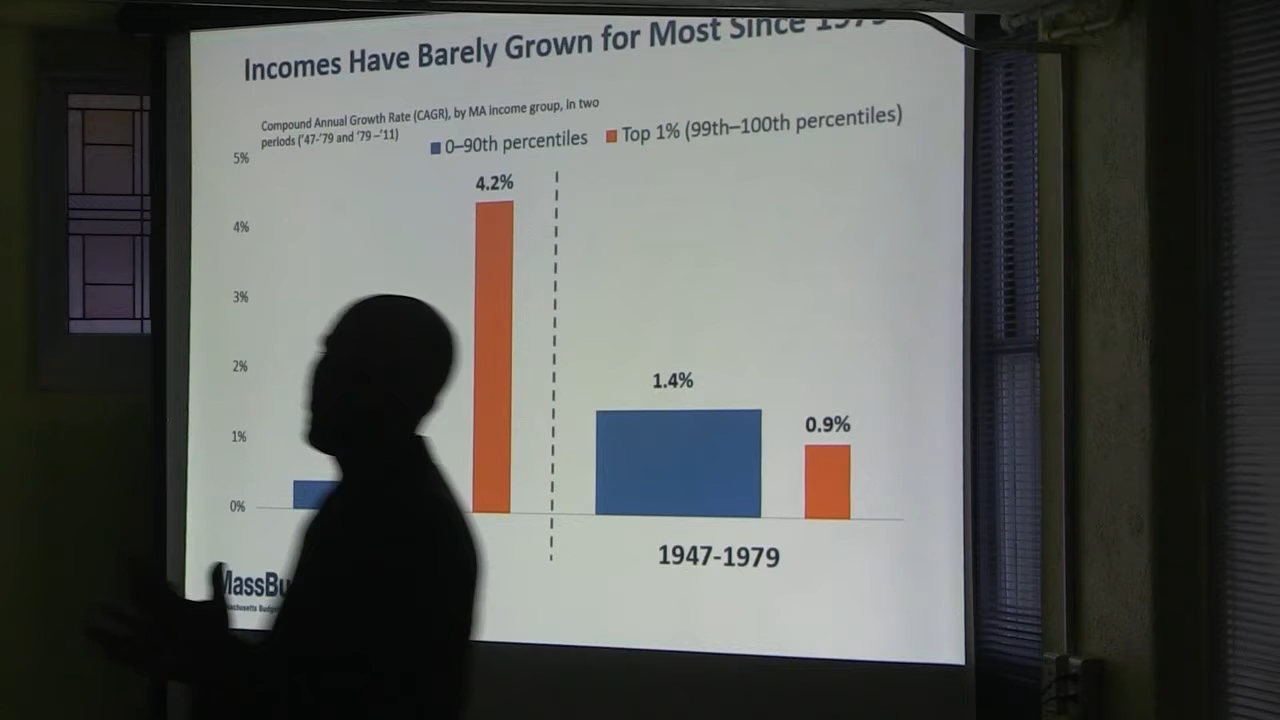 Incomes Have Barely Grown for Most Since
Compound Annual Growth Rate (CAGR), by MA income group, in two
periods ('47-'79 and '79 –'11)
0–90th percentiles Top 1% (99th–100th percentiles)
5%
4.2%
4%
3%
2%
1.4%
1%
0.9%
0%
1947-1979